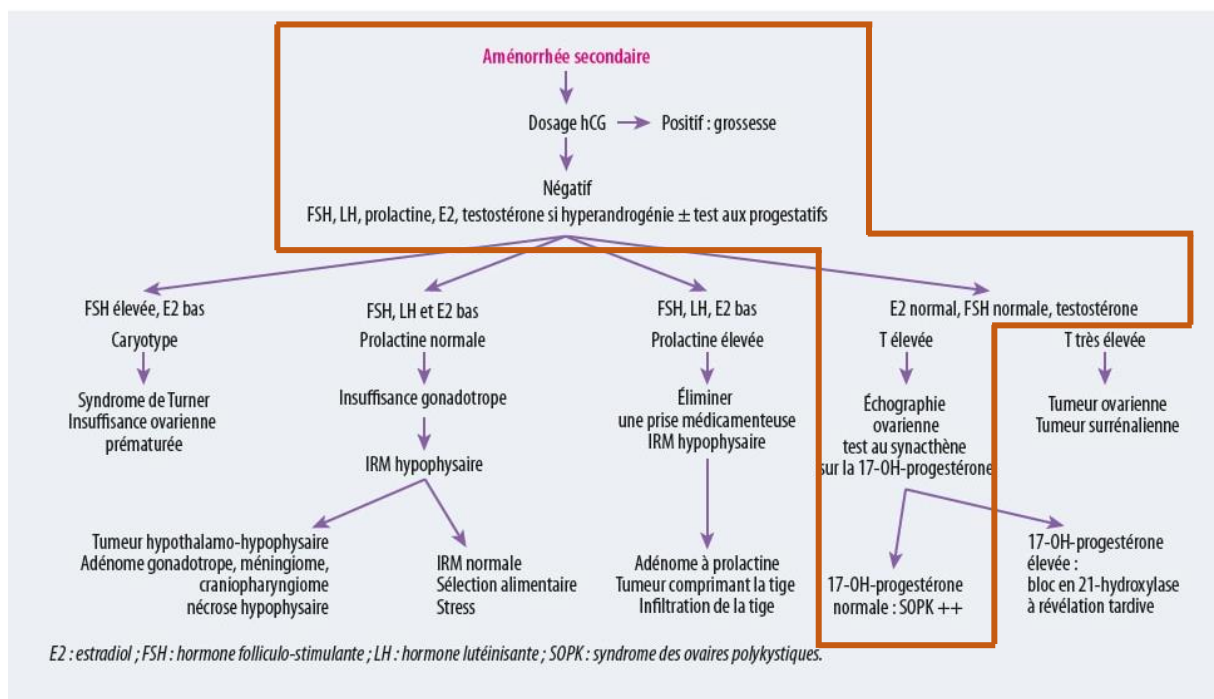 Aménorrhée secondaire
Dosage hCG
Positif : grossesse
Négatif
FSH, LH, prolactine, E2, testostérone si hyperandrogénie ± test aux progestatifs
FSH élevée, E2 bas
Caryotype
Syndrome de Turner
Insuffisance ovarienne
prématurée
FSH, LH et E2 bas
Prolactine normale
Insuffisance gonadotrope
IRM hypophysaire
Tumeur hypothalamo-hypophysaire
Adénome gonadotrope, méningiome,
craniopharyngiome
nécrose hypophysaire
IRM normale
Sélection alimentaire
Stress
FSH, LH, E2 bas
Prolactine élevée
Éliminer
une prise médicamenteuse
IRM hypophysaire
Adénome à prolactine
Tumeur comprimant la tige
Infiltration de la tige
E2 normal, FSH normale, testostérone
T élevée
Échographie
ovarienne
test au synacthène
sur la 17-OH-progestérone
17-OH-progestérone
normale : SOPK ++
17-OH-progestérone
élevée :
bloc en 21-hydroxylase
à révélation tardive
T très élevée
Tumeur ovarienne
Tumeur surrénalienne
E2 : estradiol ; FSH : hormone folliculo-stimulante ; LH : hormone lutéinisante ; SOPK : syndrome des ovaires polykystiques.